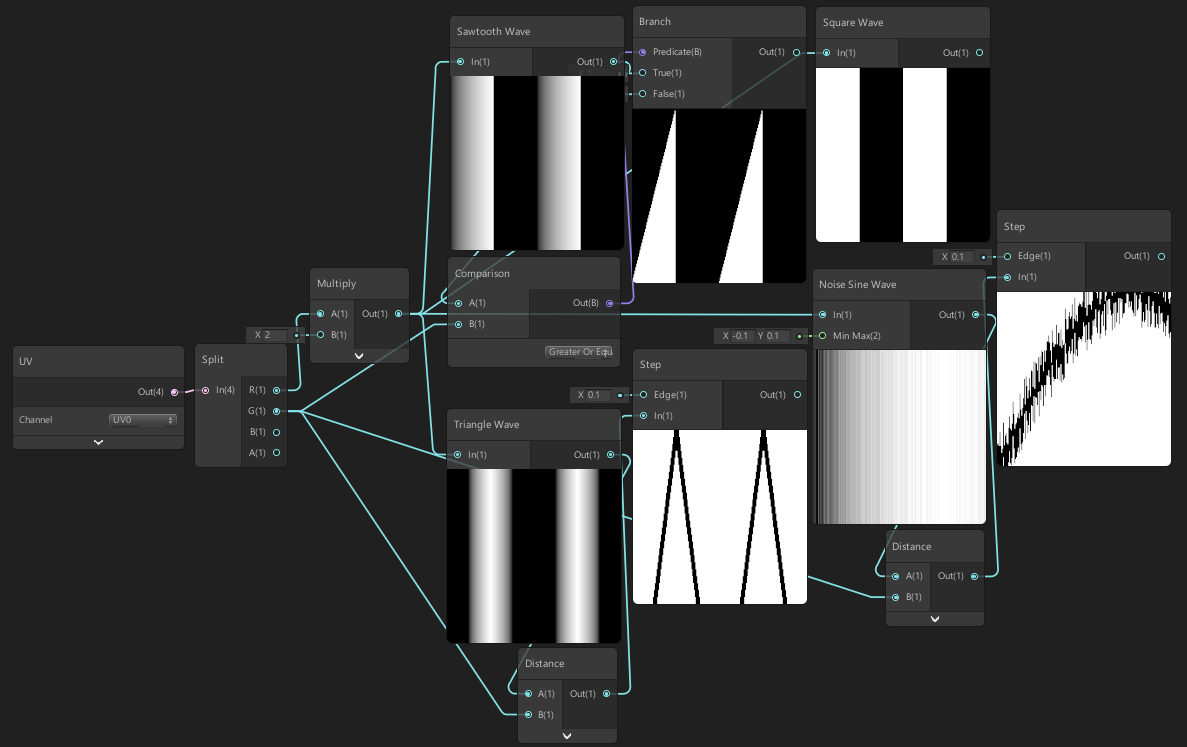 UV
Out(4)
Channel
UV0
Split
In(4)
R(1)
G(1)
B(1)
A(1)
X 2
Multiply
A(1)
Out(1)
B(1)
Sawtooth Wave
In(1)
Out(1)
Comparison
A(1)
Out(B)
B(1)
Greater Or Equ
Triangle Wave
In(1)
Out(1)
Distance
A(1)
Out(1)
B(1)
Branch
Predicate(B)
Out(1)
True(1)
False(1)
Step
X 0.1
Edge(1)
Out(1)
In(1)
Square Wave
In(1)
Out(1)
Noise Sine Wave
In(1)
Out(1)
X -0.1 Y 0.1
Min Max(2)
Distance
A(1)
Out(1)
B(1)
Step
X 0.1
Edge(1)
Out(1)
In(1)